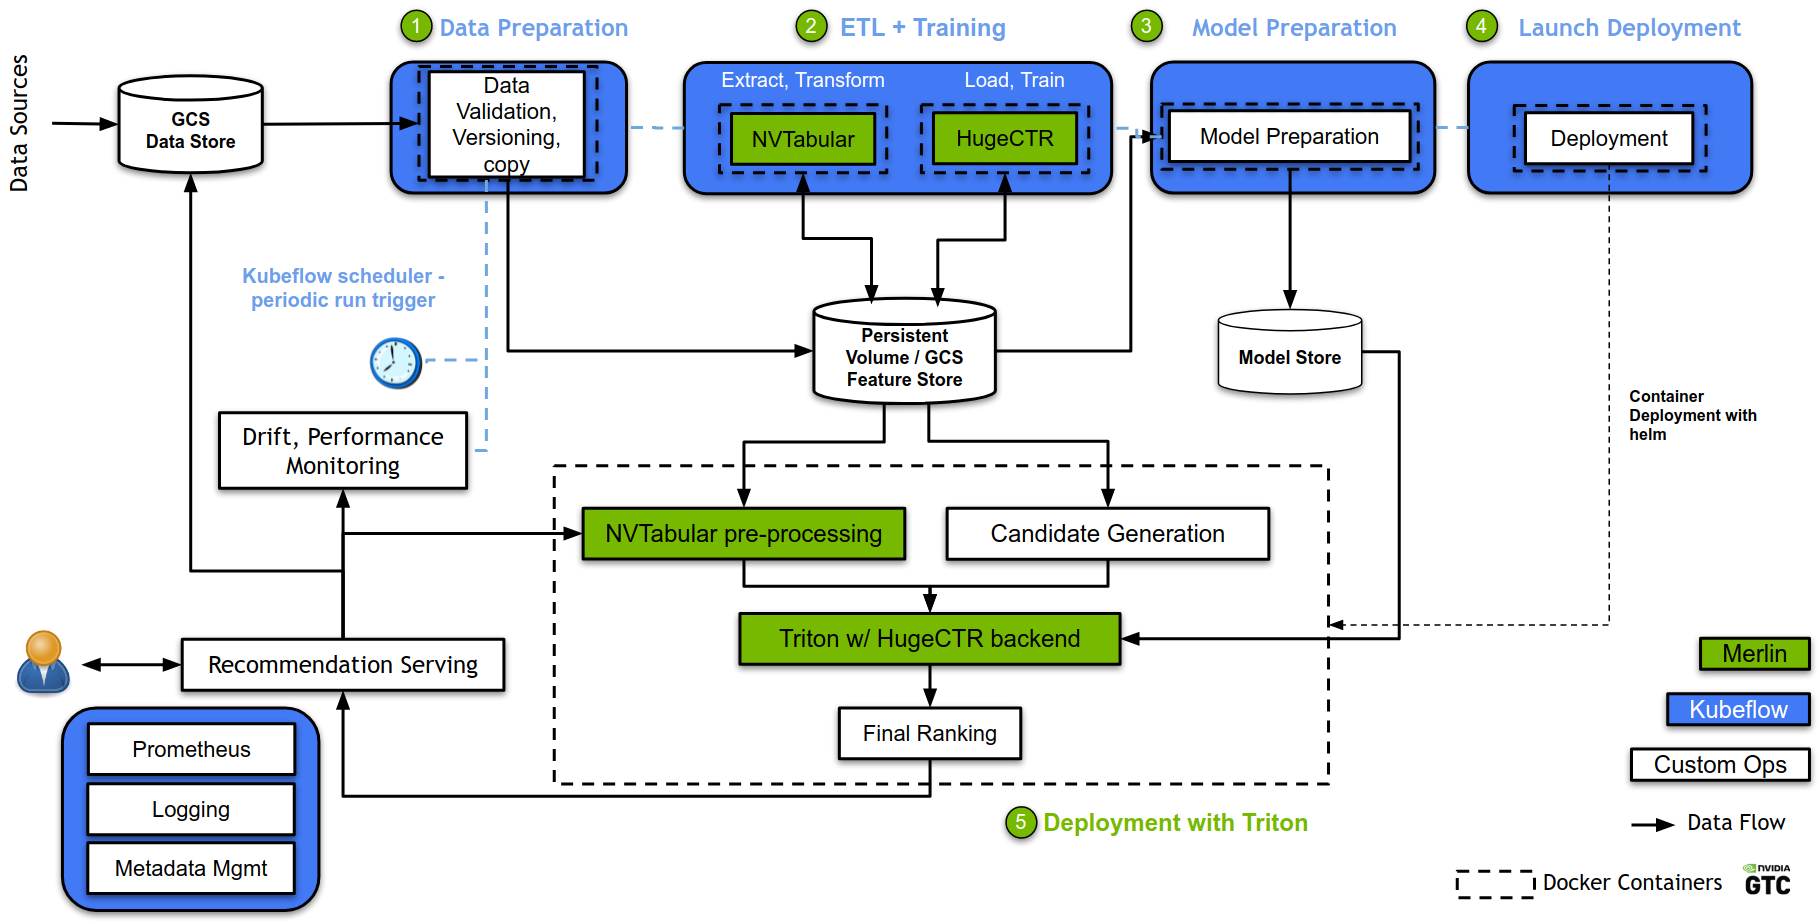 1 Data Preparation
2 ETL + Training
3 Model Preparation
4 Launch Deployment
Data Sources
GCS
Data Store
Data
Validation,
Versioning,
copy
Extract, Transform
NVTabular
Load, Train
HugeCTR
Model Preparation
Deployment
Kubeflow scheduler -
periodic run trigger
Persistent
Volume / GCS
Feature Store
Model Store
Container
Deployment with
helm
Drift, Performance
Monitoring
NVTabular pre-processing
Candidate Generation
Triton w/ HugeCTR backend
Final Ranking
Recommendation Serving
Prometheus
Logging
Metadata Mgmt
5 Deployment with Triton
Merlin
Kubeflow
Custom Ops
Data Flow
Docker Containers
NVIDIA
GTC